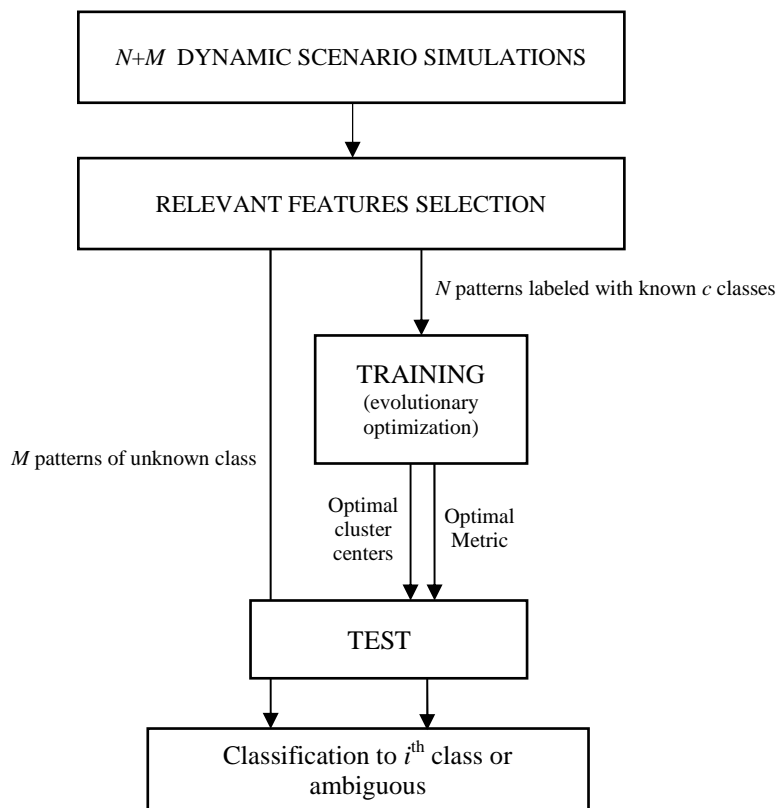 N+M DYNAMIC SCENARIO SIMULATIONS
RELEVANT FEATURES SELECTION
N patterns labeled with known c classes
TRAINING
(evolutionary
optimization)
M patterns of unknown class
Optimal
cluster
centers
Optimal
Metric
TEST
Classification to i^th class or
ambiguous